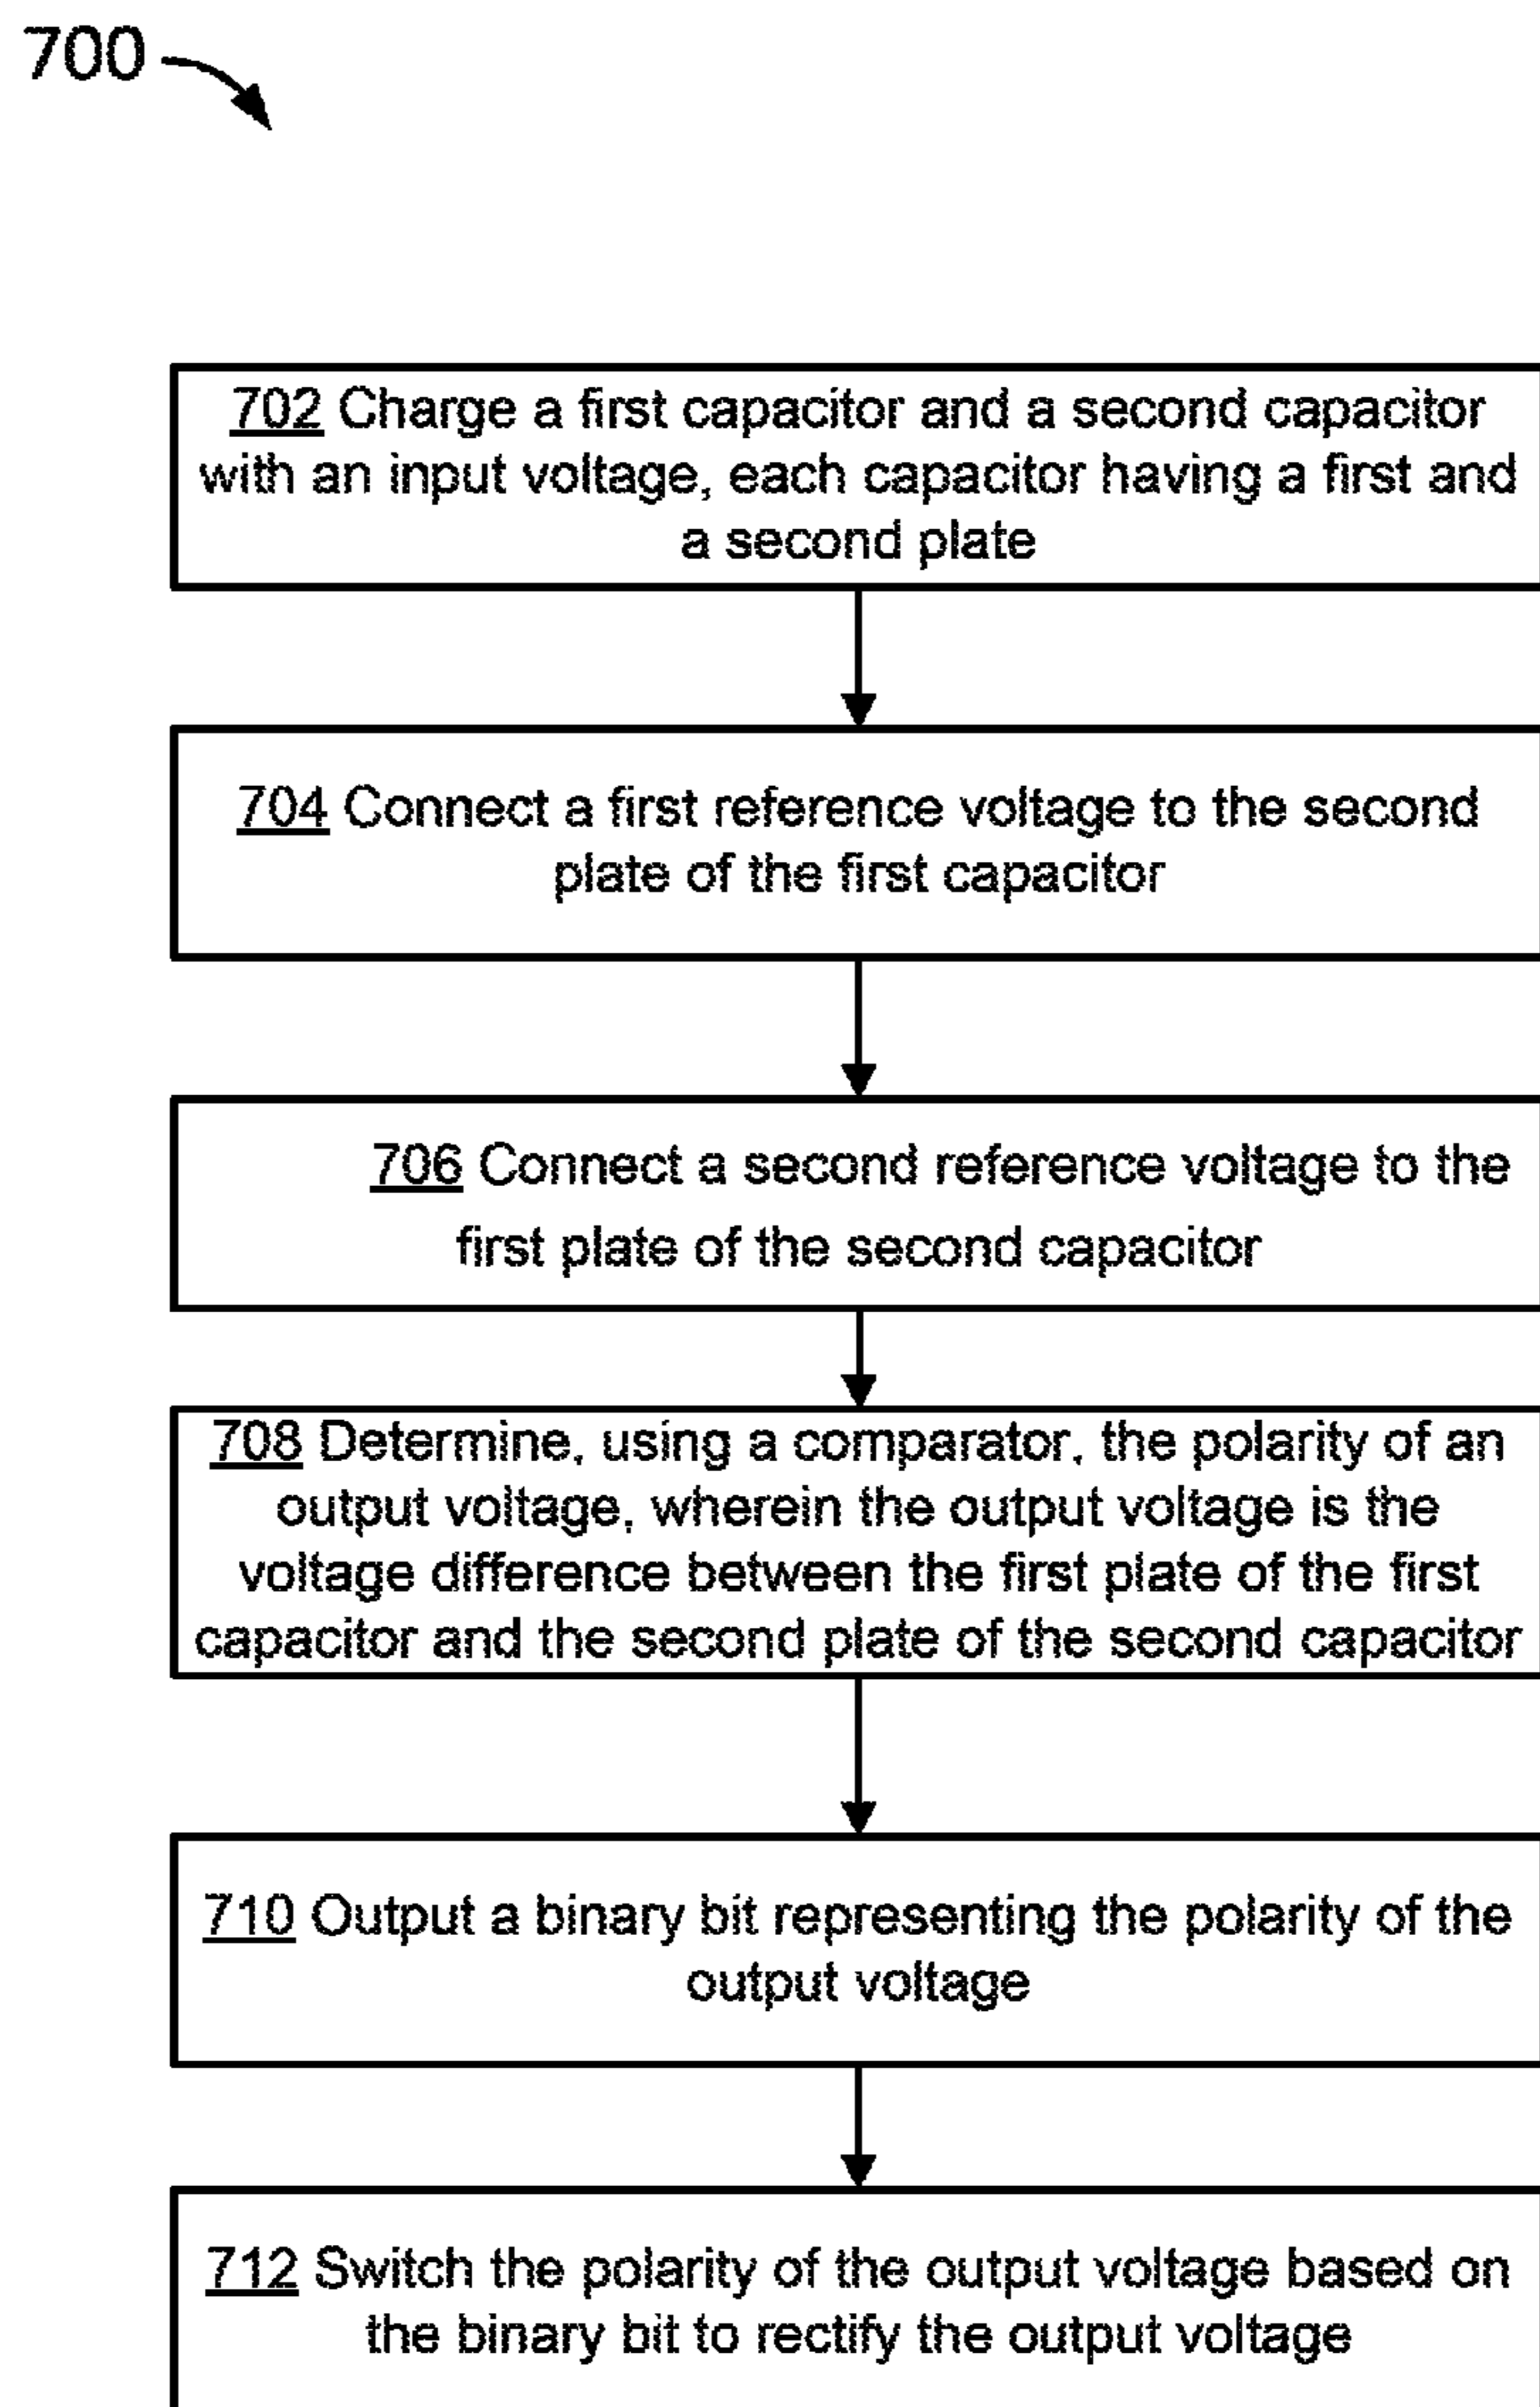 700
702 Charge a first capacitor and a second capacitor
with an input voltage, each capacitor having a first and
a second plate
704 Connect a first reference voltage to the second
plate of the first capacitor
706 Connect a second reference voltage to the
first plate of the second capacitor
708 Determine, using a comparator, the polarity of an
output voltage, wherein the output voltage is the
voltage difference between the first plate of the first
capacitor and the second plate of the second capacitor
710 Output a binary bit representing the polarity of the
output voltage
712 Switch the polarity of the output voltage based on
the binary bit to rectify the output voltage